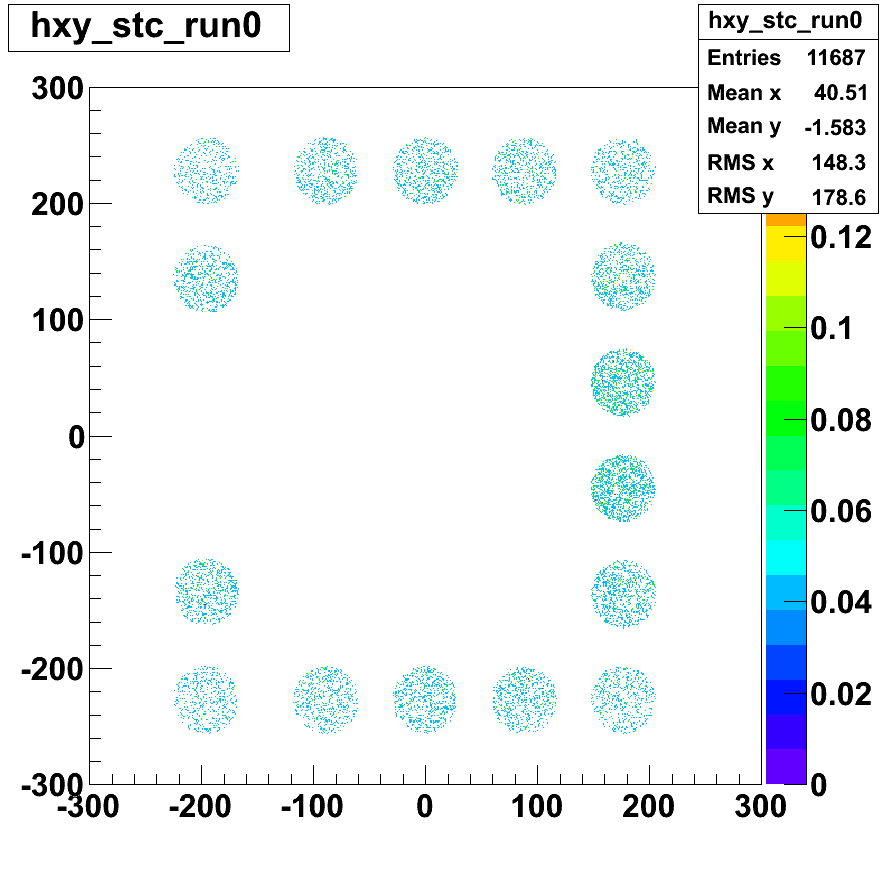 hxy_stc_run0
hxy_stc_run0
Entries 11687
Mean x 40.51
Mean y -1.583
RMS x 148.3
RMS y 178.6
300
200
100
0
-100
-200
-300
-300 -200 -100 0 100 200 300
0.12
0.1
0.08
0.06
0.04
0.02
0